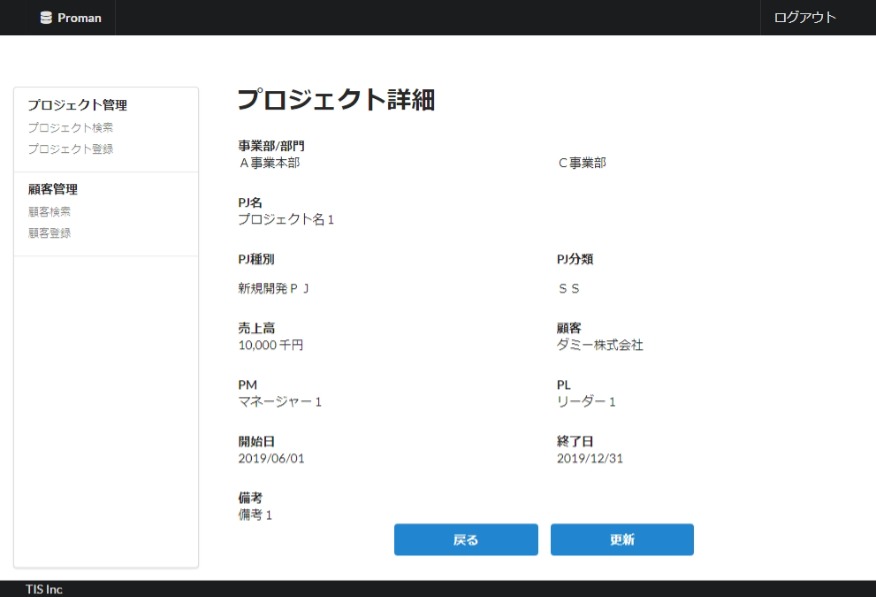 Proman
ログアウト
プロジェクト管理
プロジェクト検索
プロジェクト登録
顧客管理
顧客検索
顧客登録
プロジェクト詳細
事業部/部門
A事業本部 C事業部
PJ名
プロジェクト名1
PJ種別 PJ分類
新規開発PJ SS
売上高 顧客
10,000 千円 ダミー株式会社
PM PL
マネージャー1 リーダー1
開始日 終了日
2019/06/01 2019/12/31
備考
備考1
戻る 更新
TIS Inc